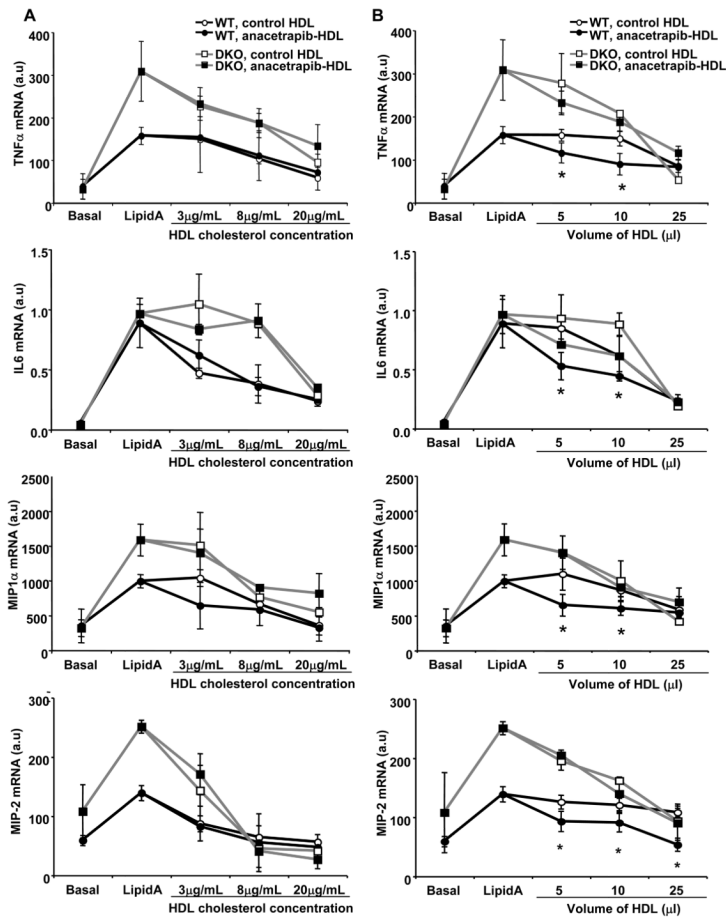 A
WT, control HDL
WT, anacetrapib-HDL
DKO, control HDL
DKO, anacetrapib-HDL
TNFα mRNA (a.u)
400
300
200
100
0
Basal LipidA 3μg/mL 8μg/mL 20μg/mL
HDL cholesterol concentration
B
WT, control HDL
WT, anacetrapib-HDL
DKO, control HDL
DKO, anacetrapib-HDL
TNFα mRNA (a.u)
400
300
200
100
0
* *
Basal LipidA 5 10 25
Volume of HDL (μl)
IL6 mRNA (a.u)
1.5
1.0
0.5
0.0
Basal LipidA 3μg/mL 8μg/mL 20μg/mL
HDL cholesterol concentration
IL6 mRNA (a.u)
1.5
1.0
0.5
0.0
* *
Basal LipidA 5 10 25
Volume of HDL (μl)
MIP1α mRNA (a.u)
2500
2000
1500
1000
500
0
Basal LipidA 3μg/mL 8μg/mL 20μg/mL
HDL cholesterol concentration
MIP1α mRNA (a.u)
2500
2000
1500
1000
500
0
* *
Basal LipidA 5 10 25
Volume of HDL (μl)
MIP-2 mRNA (a.u)
300
200
100
0
Basal LipidA 3μg/mL 8μg/mL 20μg/mL
HDL cholesterol concentration
MIP-2 mRNA (a.u)
300
200
100
0
* * *
Basal LipidA 5 10 25
Volume of HDL (μl)